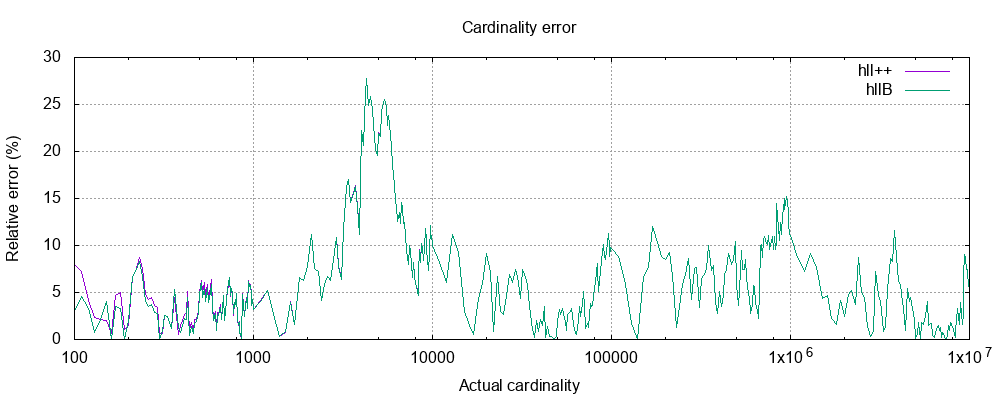 Cardinality error
Relative error (%)
30
25
20
15
10
5
0
hll++
hllB
100
1000
10000
100000
1x10^6
1x10^7
Actual cardinality